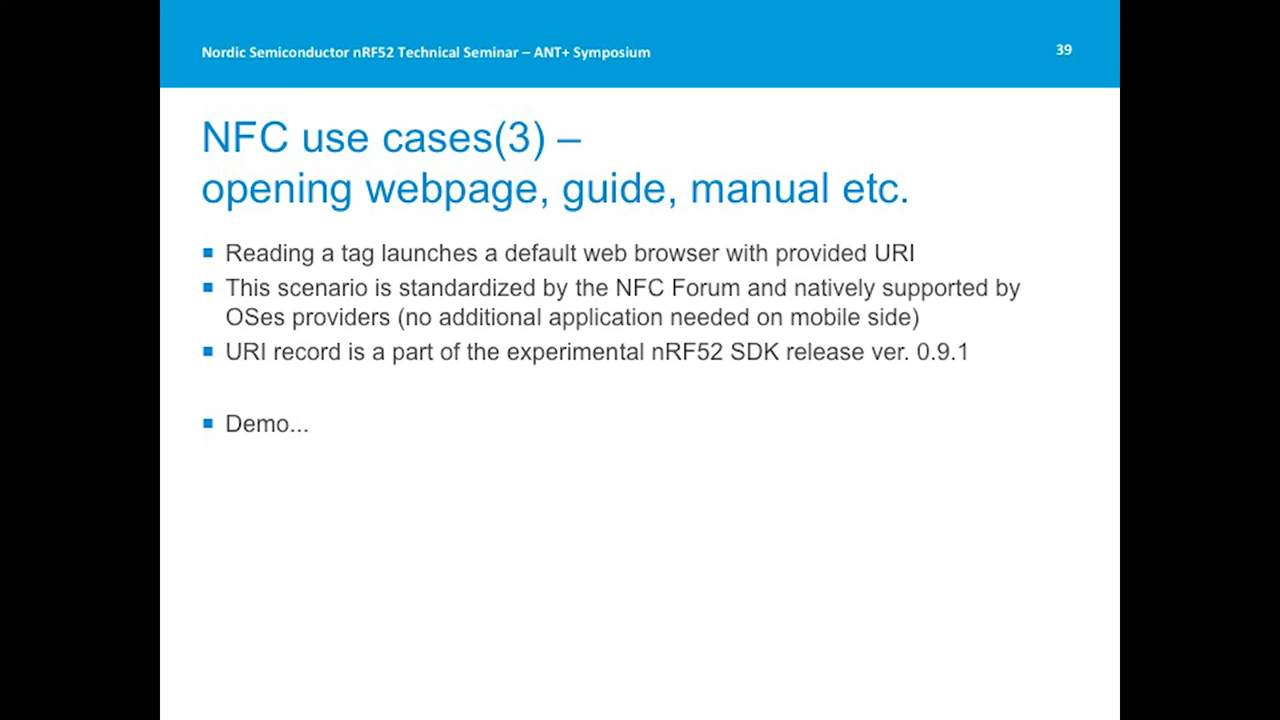 Nordic Semiconductor nRF52 Technical Seminar – ANT+ Symposium
39
NFC use cases(3) –
opening webpage, guide, manual etc.
Reading a tag launches a default web browser with provided URI
This scenario is standardized by the NFC Forum and natively supported by
OSes providers (no additional application needed on mobile side)
URI record is a part of the experimental nRF52 SDK release ver. 0.9.1
Demo...